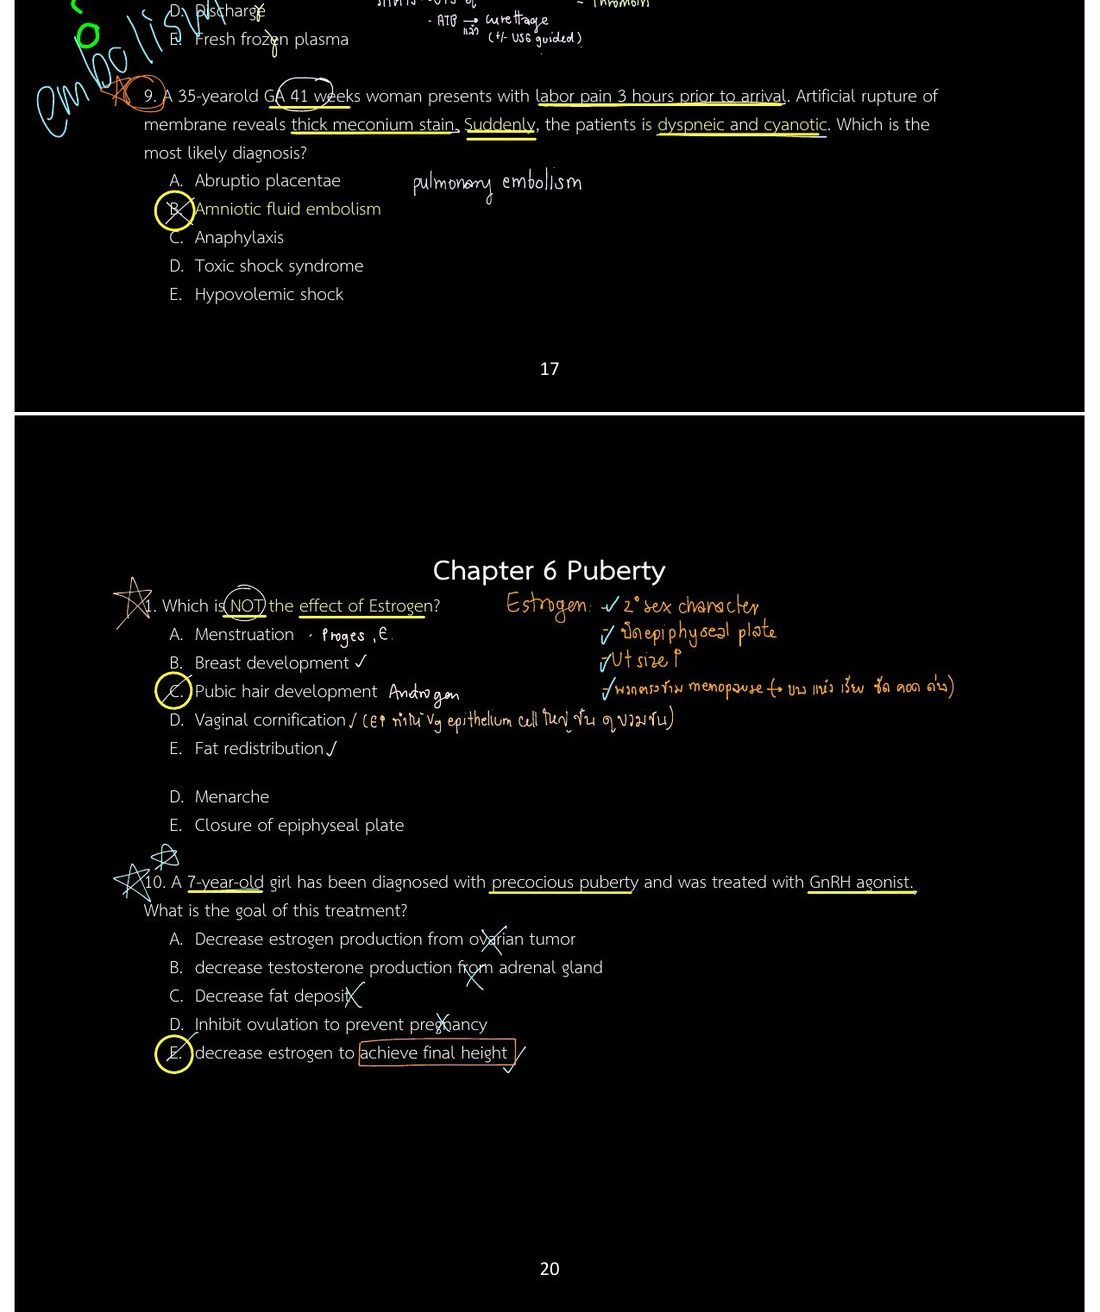 D. Discharge
- ATB → curettage
E. Fresh frozen plasma
(+/- USG guided)
embolism
9. A 35-yearold GA 41 weeks woman presents with labor pain 3 hours prior to arrival. Artificial rupture of
membrane reveals thick meconium stain. Suddenly, the patients is dyspneic and cyanotic. Which is the
most likely diagnosis?
A. Abruptio placentae
pulmonary embolism
B. Amniotic fluid embolism
C. Anaphylaxis
D. Toxic shock syndrome
E. Hypovolemic shock
17
Chapter 6 Puberty
1. Which is NOT the effect of Estrogen?
Estrogen: ✓ 2° sex character
A. Menstruation · Proges, E.
✓ ปิด epiphyseal plate
B. Breast development ✓
✓ Ut size ↑
C. Pubic hair development Androgen
menopause
D. Vaginal cornification ✓ epithelium cell
E. Fat redistribution ✓
D. Menarche
E. Closure of epiphyseal plate
10. A 7-year-old girl has been diagnosed with precocious puberty and was treated with GnRH agonist.
What is the goal of this treatment?
A. Decrease estrogen production from ovarian tumor
B. decrease testosterone production from adrenal gland
C. Decrease fat deposit
D. Inhibit ovulation to prevent pregnancy
E. decrease estrogen to achieve final height ✓
20